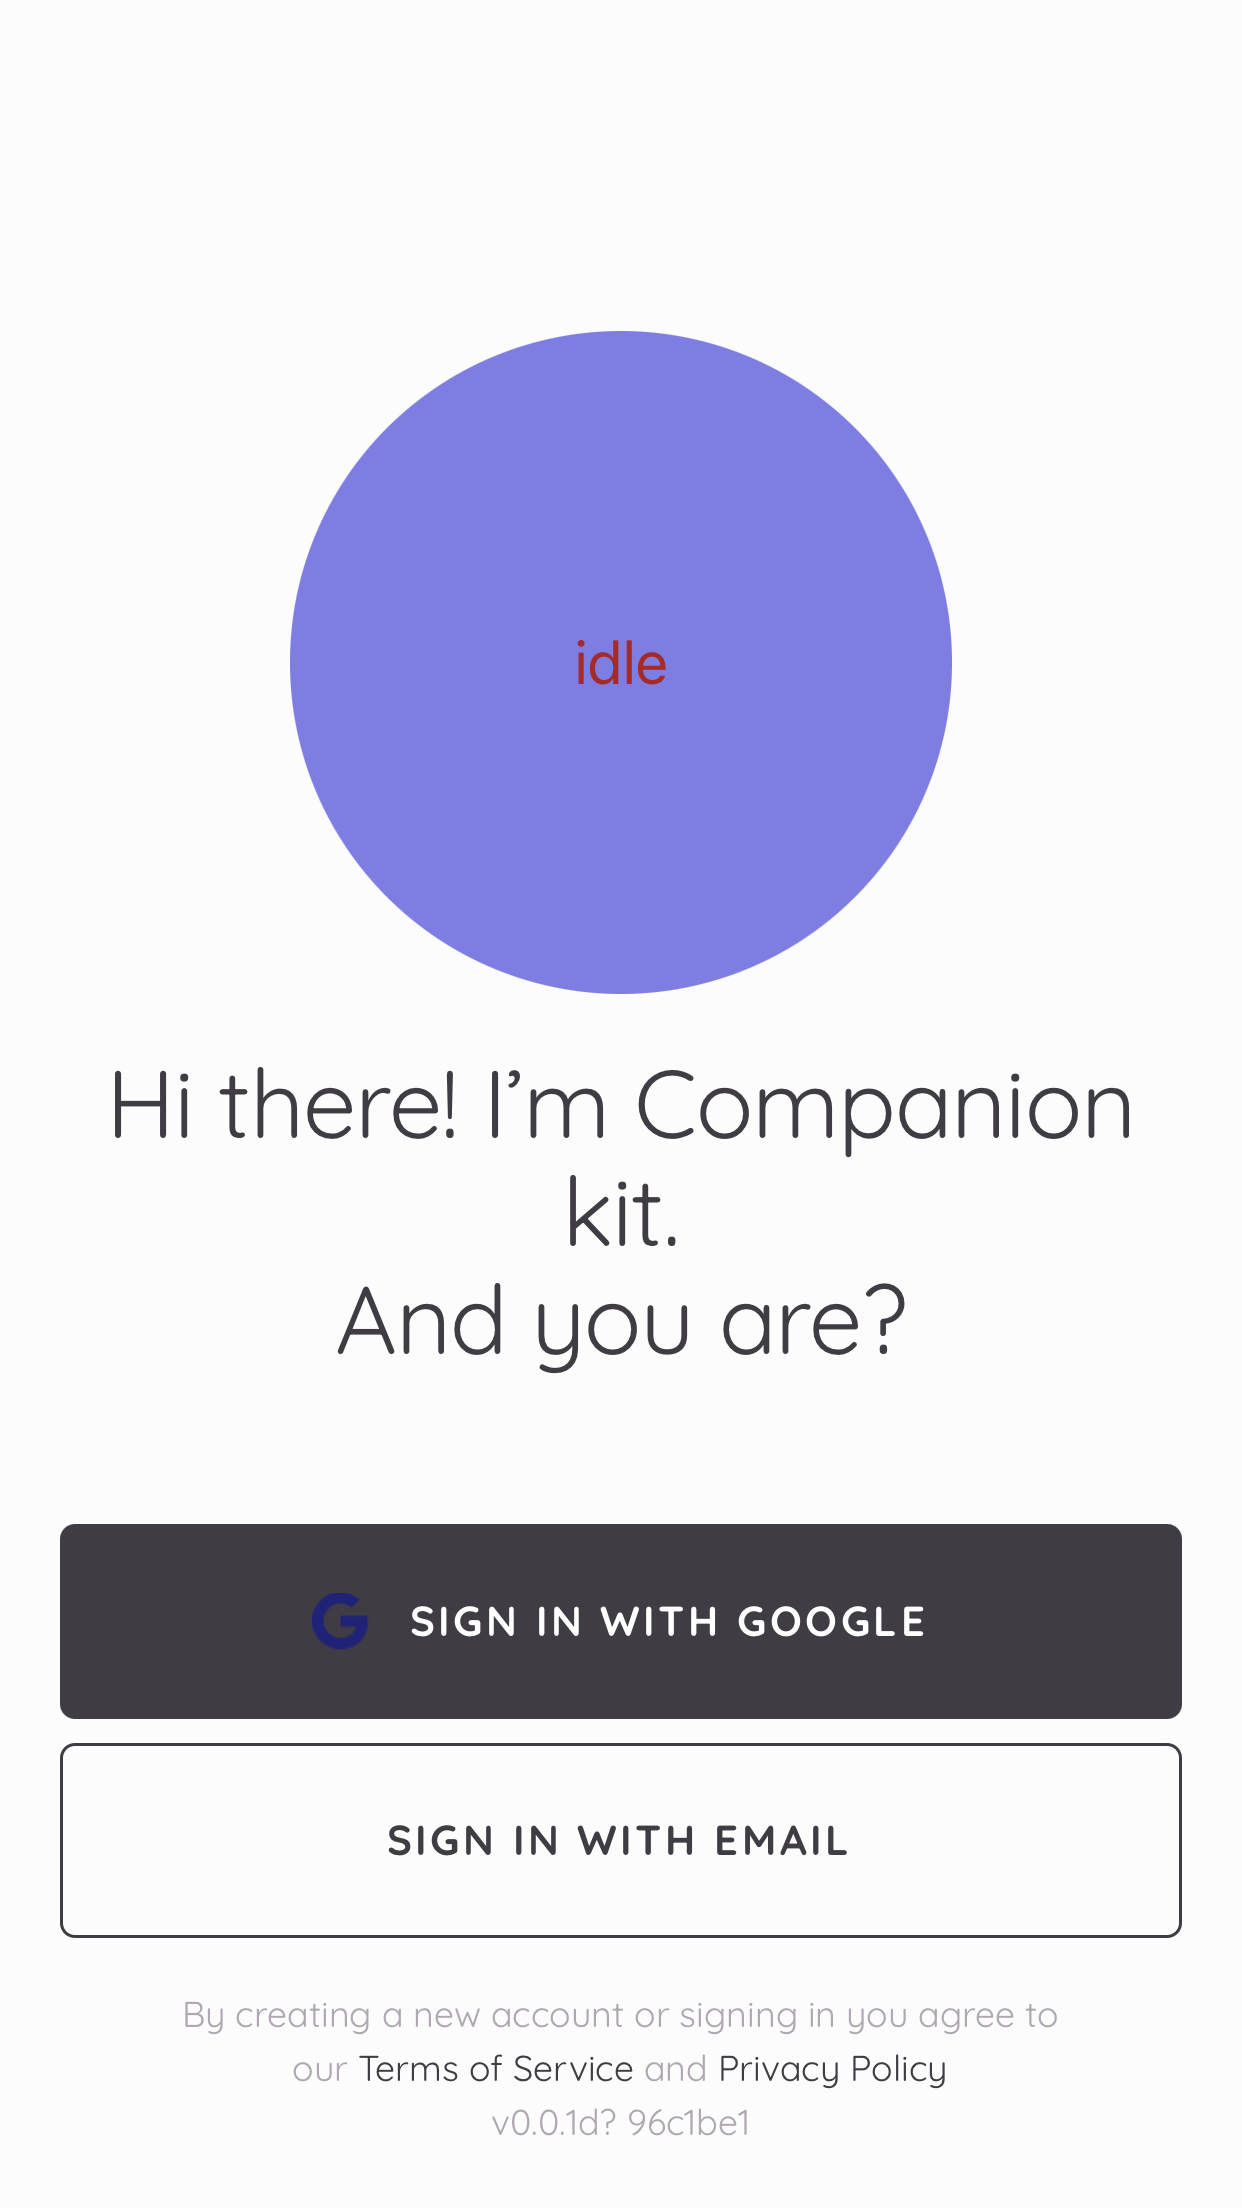 idle
Hi there! I’m Companion
kit.
And you are?
SIGN IN WITH GOOGLE
SIGN IN WITH EMAIL
By creating a new account or signing in you agree to
our Terms of Service and Privacy Policy
v0.0.1d? 96c1be1